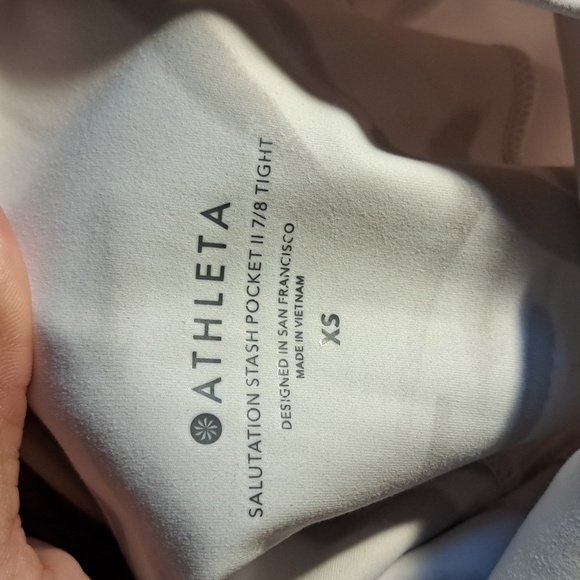 ATHLETA
SALUTATION STASH POCKET II 7/8 TIGHT
DESIGNED IN SAN FRANCISCO
MADE IN VIETNAM
XS